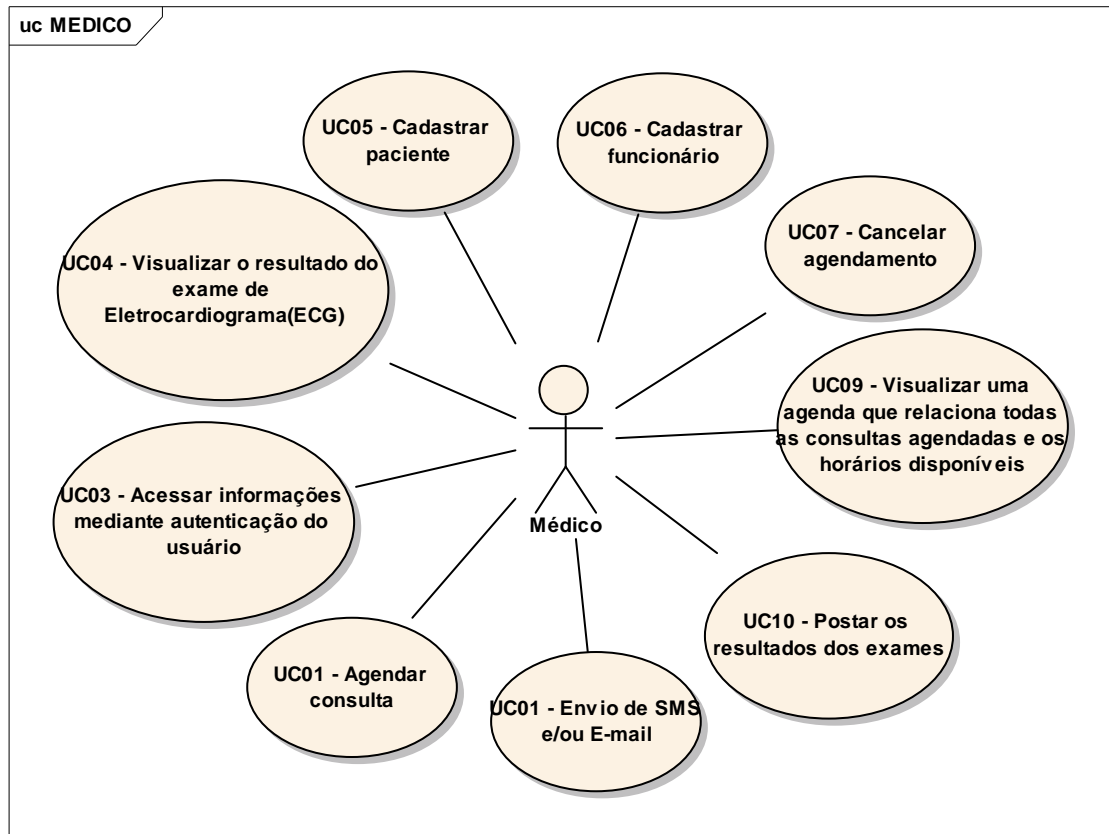 uc MEDICO
UC05 - Cadastrar
paciente
UC06 - Cadastrar
funcionário
UC07 - Cancelar
agendamento
UC04 - Visualizar o resultado do
exame de
Eletrocardiograma(ECG)
UC09 - Visualizar uma
agenda que relaciona todas
as consultas agendadas e os
horários disponíveis
UC03 - Acessar informações
mediante autenticação do
usuário
Médico
UC10 - Postar os
resultados dos exames
UC01 - Agendar
consulta
UC01 - Envio de SMS
e/ou E-mail